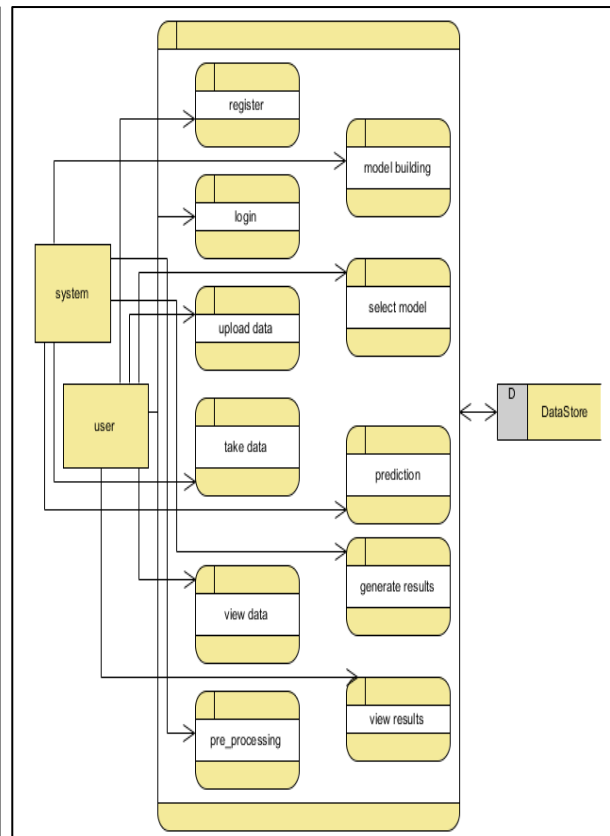 register
model building
login
system
select model
upload data
D
DataStore
user
take data
prediction
view data
generate results
pre_processing
view results